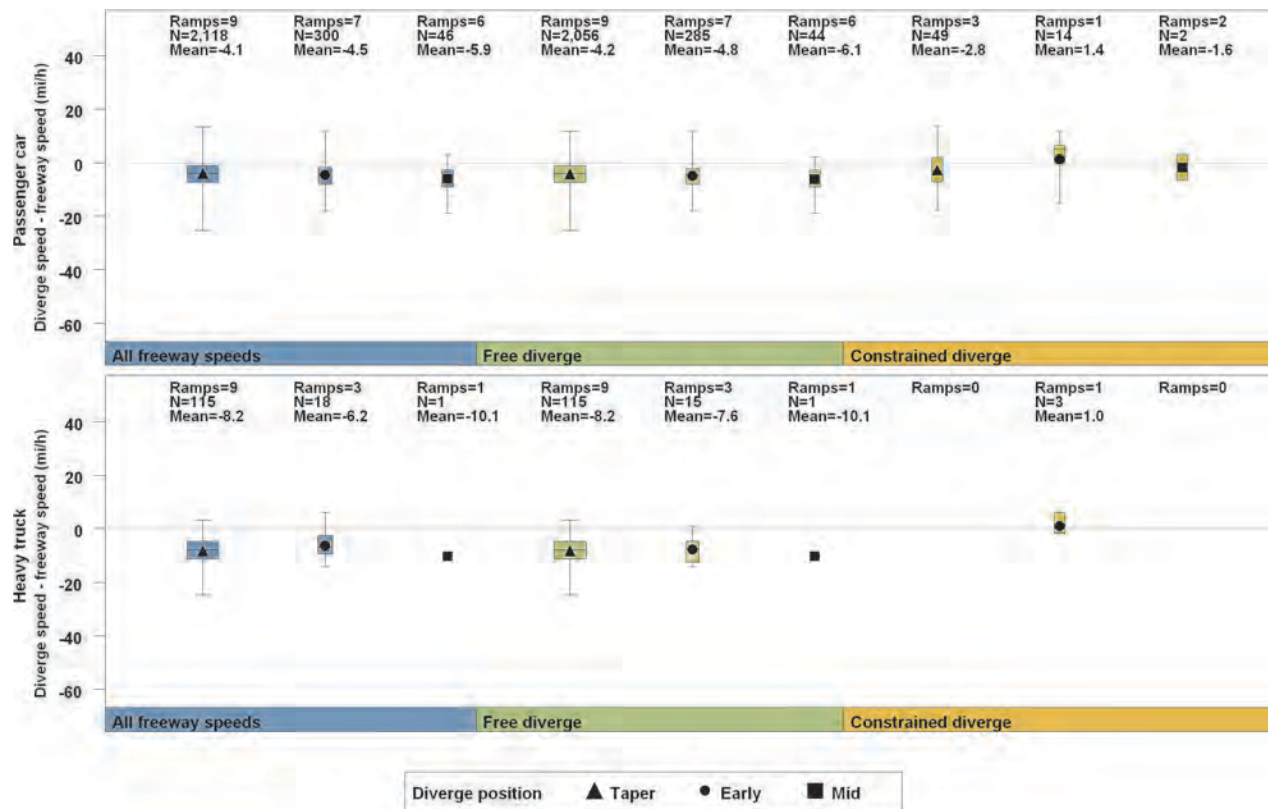 Ramps=9 Ramps=7 Ramps=6 Ramps=9 Ramps=7 Ramps=6 Ramps=3 Ramps=1 Ramps=2
N=2,118 N=300 N=46 N=2,056 N=285 N=44 N=49 N=14 N=2
Mean=-4.1 Mean=-4.5 Mean=-5.9 Mean=-4.2 Mean=-4.8 Mean=-6.1 Mean=-2.8 Mean=1.4 Mean=-1.6
Passenger car
Diverge speed - freeway speed (mi/h)
40
20
0
-20
-40
-60
All freeway speeds Free diverge Constrained diverge
Ramps=9 Ramps=3 Ramps=1 Ramps=9 Ramps=3 Ramps=1 Ramps=0 Ramps=1 Ramps=0
N=115 N=18 N=1 N=115 N=15 N=1 N=3
Mean=-8.2 Mean=-6.2 Mean=-10.1 Mean=-8.2 Mean=-7.6 Mean=-10.1 Mean=1.0
Heavy truck
Diverge speed - freeway speed (mi/h)
40
20
0
-20
-40
-60
All freeway speeds Free diverge Constrained diverge
Diverge position Taper Early Mid